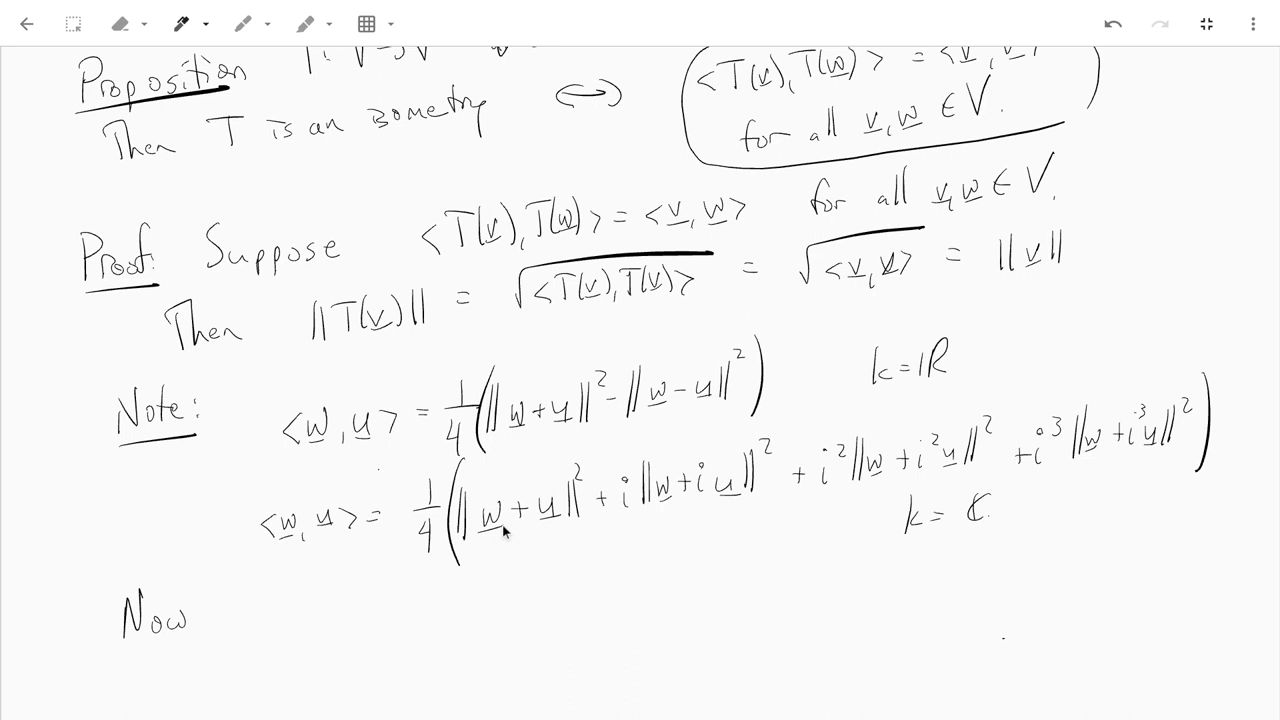 Proposition T: V → V
Then T is an isometry ⟷ <T(v), T(w)> = <v, w>
for all v, w ∈ V.
Proof: Suppose <T(v), T(w)> = <v, w> for all v, w ∈ V.
Then ||T(v)|| = √<T(v), T(v)> = √<v, v> = ||v||
Note: <w, u> = 1/4 (||w + u||² - ||w - u||²) k = ℝ
<w, u> = 1/4 (||w + u||² + i||w + iu||² + i²||w + i²u||² + i³||w + i³u||²)
k = ℂ.
Now